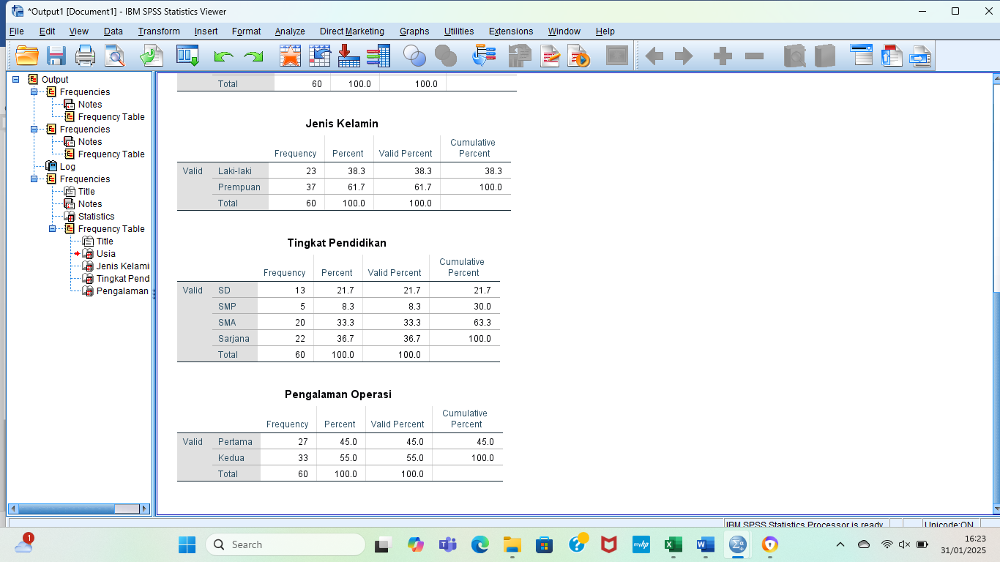 *Output1 [Document1] - IBM SPSS Statistics Viewer
File Edit View Data Transform Insert Format Analyze Direct Marketing Graphs Utilities Extensions Window Help
Output
Frequencies
Notes
Frequency Table
Frequencies
Notes
Frequency Table
Log
Frequencies
Title
Notes
Statistics
Frequency Table
Title
Usia
Jenis Kelami
Tingkat Pend
Pengalaman
Total 60 100.0 100.0
Jenis Kelamin
Cumulative
Frequency Percent Valid Percent Percent
Valid Laki-laki 23 38.3 38.3 38.3
Prempuan 37 61.7 61.7 100.0
Total 60 100.0 100.0
Tingkat Pendidikan
Cumulative
Frequency Percent Valid Percent Percent
Valid SD 13 21.7 21.7 21.7
SMP 5 8.3 8.3 30.0
SMA 20 33.3 33.3 63.3
Sarjana 22 36.7 36.7 100.0
Total 60 100.0 100.0
Pengalaman Operasi
Cumulative
Frequency Percent Valid Percent Percent
Valid Pertama 27 45.0 45.0 45.0
Kedua 33 55.0 55.0 100.0
Total 60 100.0 100.0
IBM SPSS Statistics Processor is ready Unicode:ON
1
Search
myhp
16:23
31/01/2025